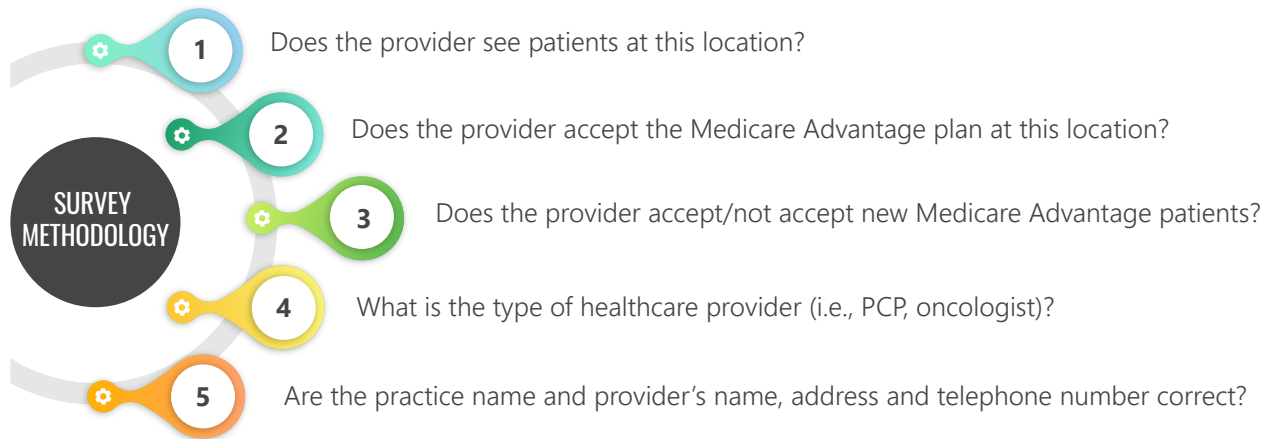 SURVEY
METHODOLOGY
1
Does the provider see patients at this location?
2
Does the provider accept the Medicare Advantage plan at this location?
3
Does the provider accept/not accept new Medicare Advantage patients?
4
What is the type of healthcare provider (i.e., PCP, oncologist)?
5
Are the practice name and provider’s name, address and telephone number correct?